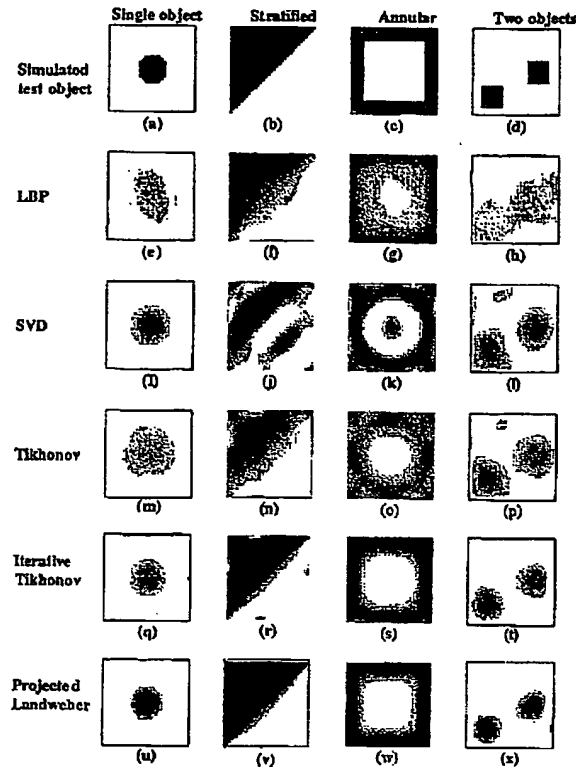 Single object Stratified Annular Two objects
Simulated
test object
(a) (b) (c) (d)
LBP
(e) (f) (g) (h)
SVD
(i) (j) (k) (l)
Tikhonov
(m) (n) (o) (p)
Iterative
Tikhonov
(q) (r) (s) (t)
Projected
Landweber
(u) (v) (w) (x)